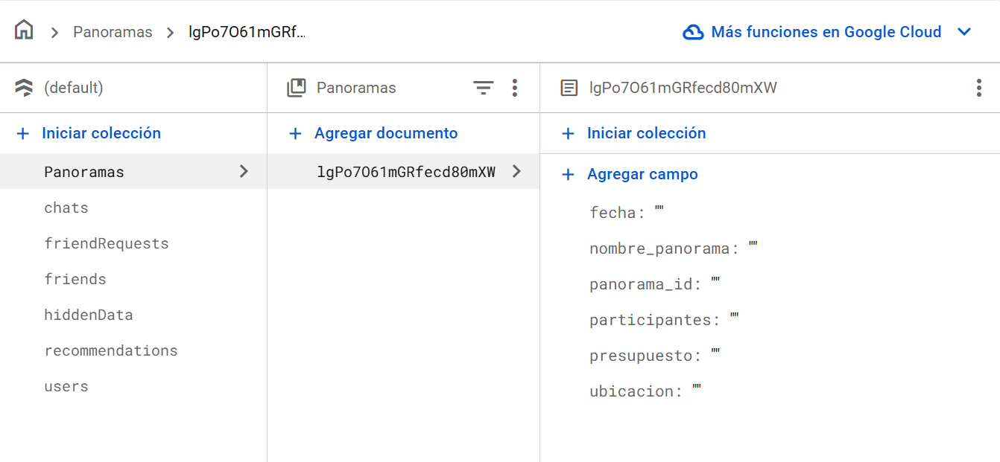 Panoramas
lgPo7O61mGRf…
Más funciones en Google Cloud
(default)
Panoramas
lgPo7O61mGRfecd80mXW
Iniciar colección
Agregar documento
Iniciar colección
Panoramas
chats
friendRequests
friends
hiddenData
recommendations
users
lgPo7O61mGRfecd80mXW
Agregar campo
fecha: ""
nombre_panorama: ""
panorama_id: ""
participantes: ""
presupuesto: ""
ubicacion: ""